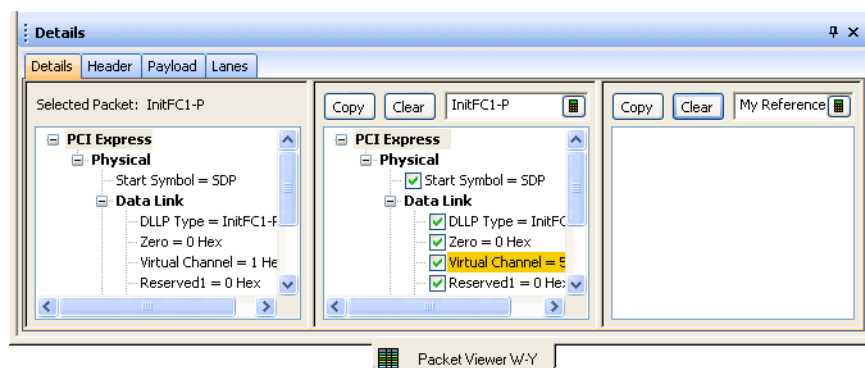 Details
Details Header Payload Lanes
Selected Packet: InitFC1-P
PCI Express
Physical
Start Symbol = SDP
Data Link
DLLP Type = InitFC1-P
Zero = 0 Hex
Virtual Channel = 1 He
Reserved1 = 0 Hex
Copy Clear InitFC1-P
PCI Express
Physical
Start Symbol = SDP
Data Link
DLLP Type = InitFC
Zero = 0 Hex
Virtual Channel = 5
Reserved1 = 0 Hex
Copy Clear My Reference
Packet Viewer W-Y